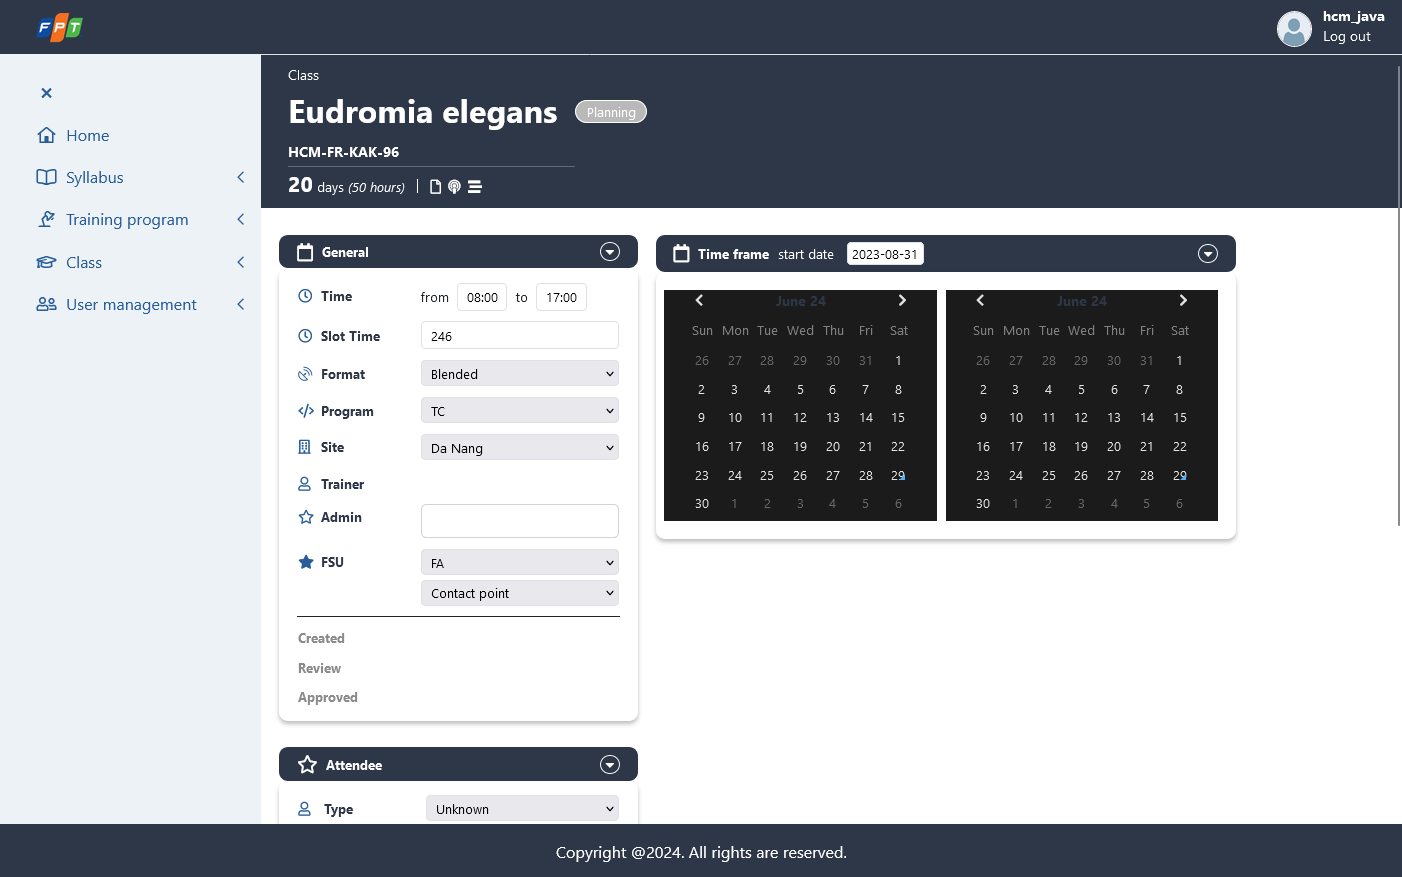 FPT
hcm_java
Log out
Home
Syllabus
Training program
Class
User management
Class
Eudromia elegans Planning
HCM-FR-KAK-96
20 days (50 hours)
General
Time from 08:00 to 17:00
Slot Time 246
Format Blended
Program TC
Site Da Nang
Trainer
Admin
FSU FA
Contact point
Created
Review
Approved
Attendee
Type Unknown
Time frame start date 2023-08-31
June 24
Sun Mon Tue Wed Thu Fri Sat
26 27 28 29 30 31 1
2 3 4 5 6 7 8
9 10 11 12 13 14 15
16 17 18 19 20 21 22
23 24 25 26 27 28 29
30 1 2 3 4 5 6
June 24
Sun Mon Tue Wed Thu Fri Sat
26 27 28 29 30 31 1
2 3 4 5 6 7 8
9 10 11 12 13 14 15
16 17 18 19 20 21 22
23 24 25 26 27 28 29
30 1 2 3 4 5 6
Copyright @2024. All rights are reserved.